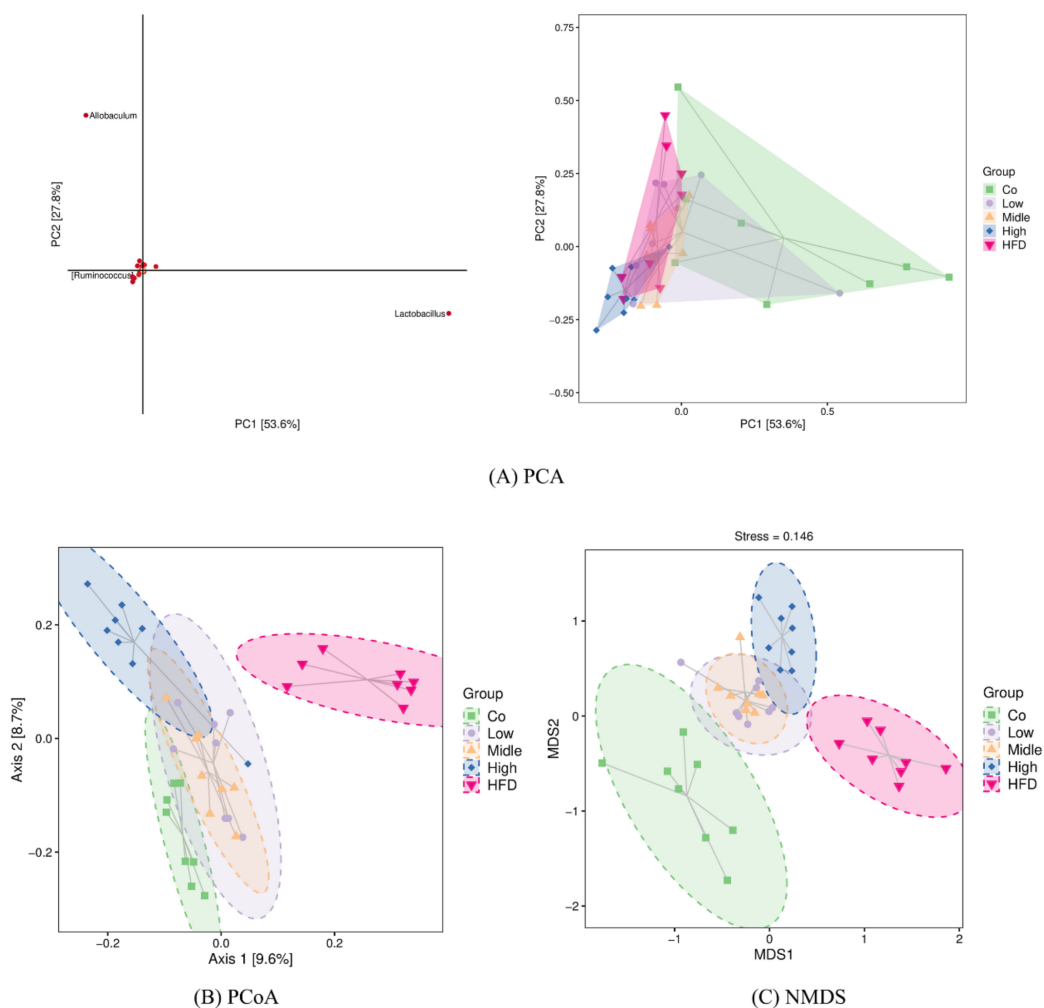 Allobaculum
[Ruminococcus]
Lactobacillus
PC2 [27.8%]
PC1 [53.6%]
0.75
0.50
0.25
0.00
−0.25
−0.50
0.0
0.5
PC2 [27.8%]
PC1 [53.6%]
Group
Co
Low
Midle
High
HFD
(A) PCA
0.2
0.0
−0.2
−0.2
0.0
0.2
Axis 2 [8.7%]
Axis 1 [9.6%]
Group
Co
Low
Midle
High
HFD
(B) PCoA
Stress = 0.146
1
0
−1
−2
−1
0
1
2
MDS2
MDS1
Group
Co
Low
Midle
High
HFD
(C) NMDS